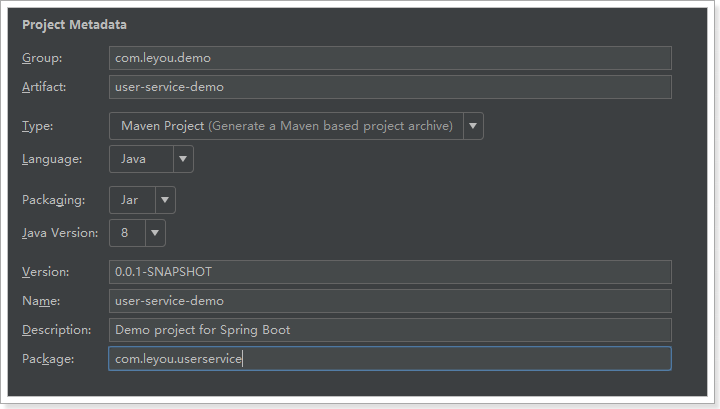 Project Metadata
Group: com.leyou.demo
Artifact: user-service-demo
Type: Maven Project (Generate a Maven based project archive)
Language: Java
Packaging: Jar
Java Version: 8
Version: 0.0.1-SNAPSHOT
Name: user-service-demo
Description: Demo project for Spring Boot
Package: com.leyou.userservice